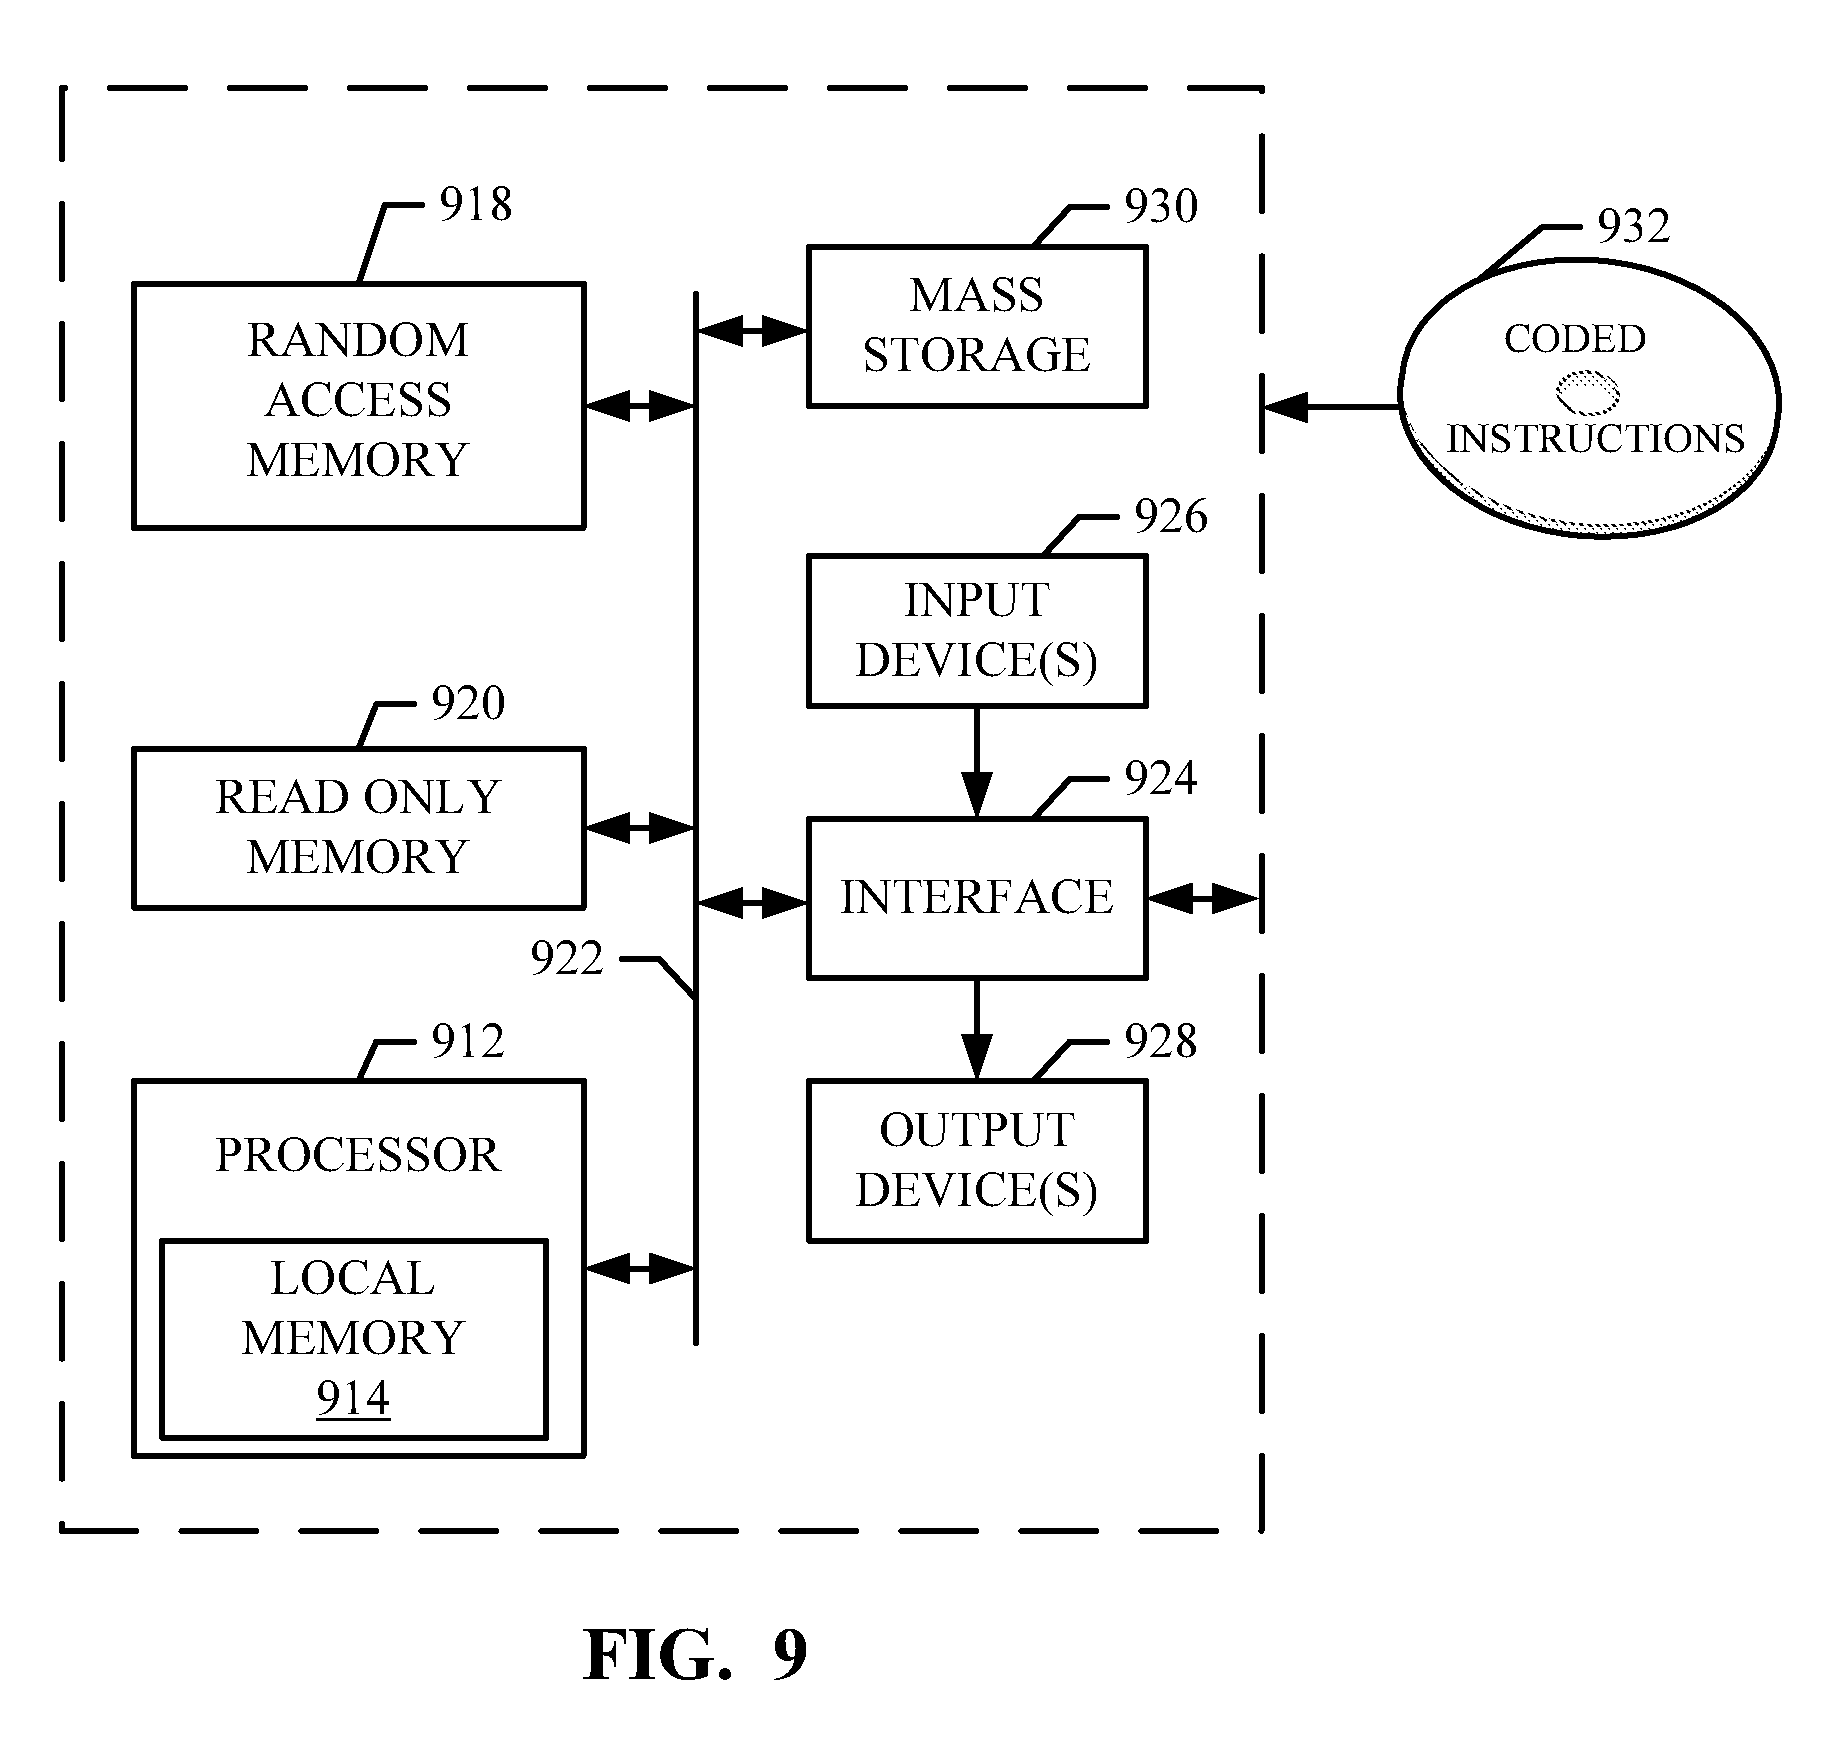 918
RANDOM
ACCESS
MEMORY
930
MASS
STORAGE
932
CODED
INSTRUCTIONS
926
INPUT
DEVICE(S)
920
READ ONLY
MEMORY
924
INTERFACE
922
912
PROCESSOR
LOCAL
MEMORY
914
928
OUTPUT
DEVICE(S)
FIG. 9